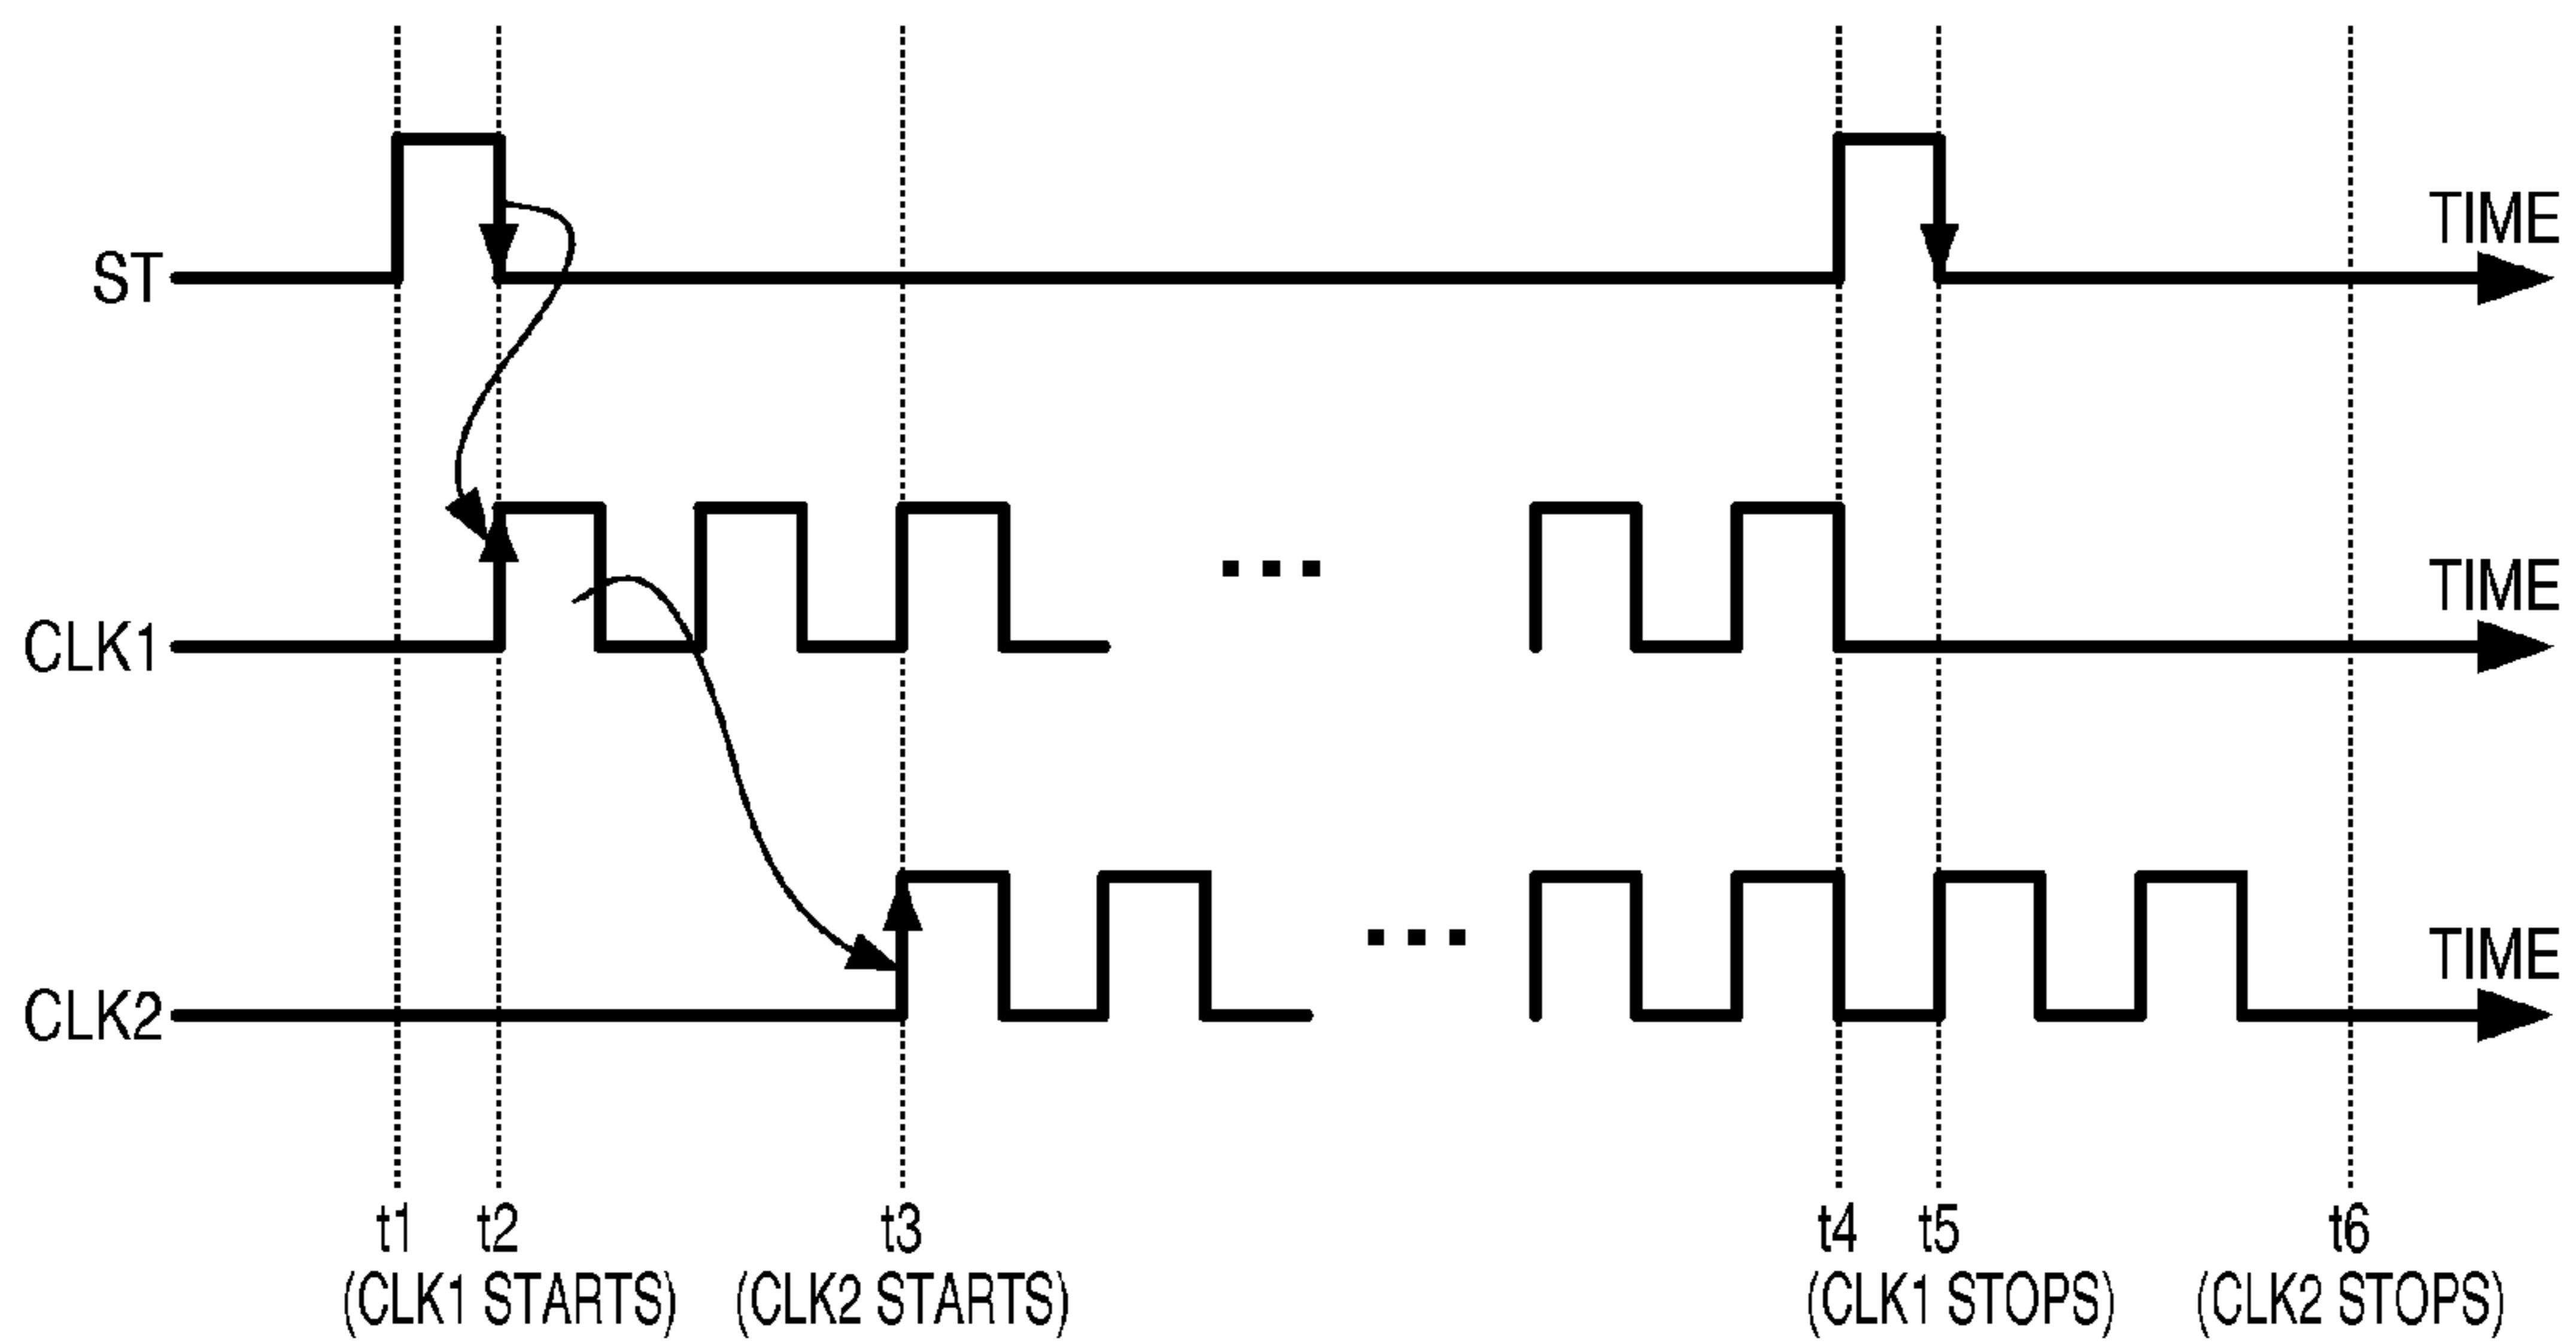 TIME
ST
TIME
CLK1
TIME
CLK2
t1 t2 t3 t4 t5 t6
(CLK1 STARTS) (CLK2 STARTS) (CLK1 STOPS) (CLK2 STOPS)